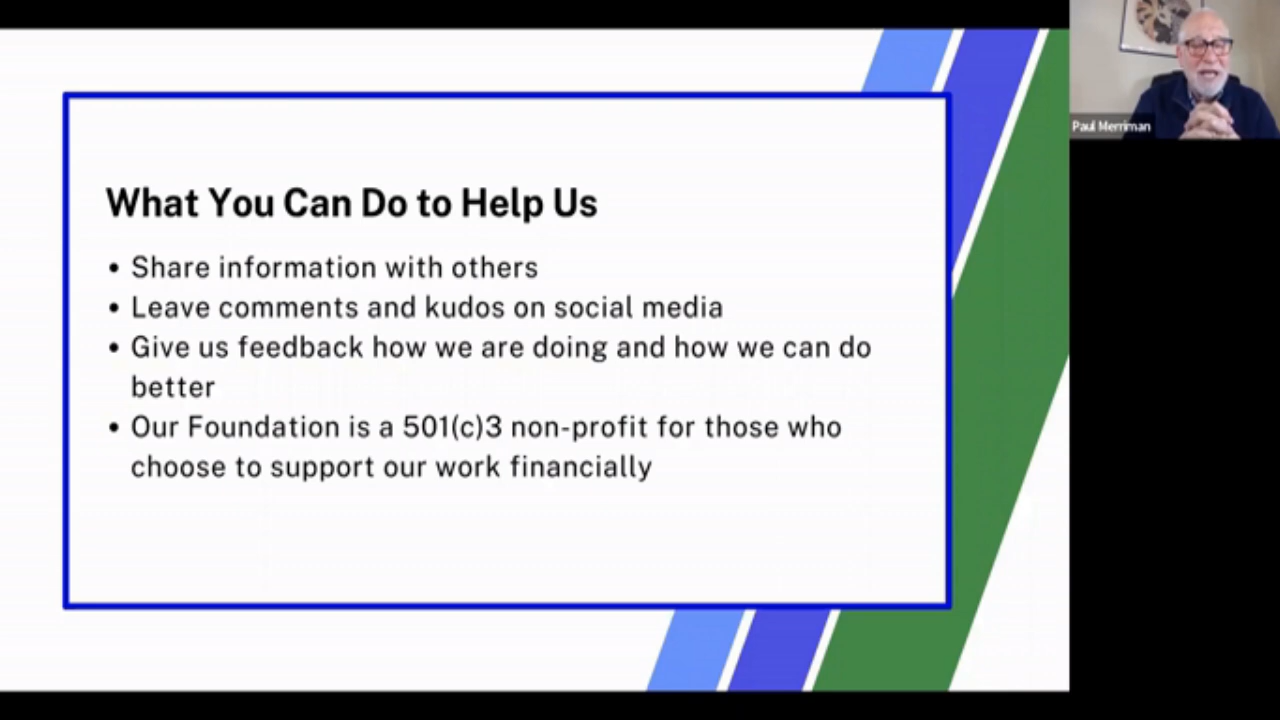 What You Can Do to Help Us
• Share information with others
• Leave comments and kudos on social media
• Give us feedback how we are doing and how we can do
better
• Our Foundation is a 501(c)3 non-profit for those who
choose to support our work financially
Paul Merriman